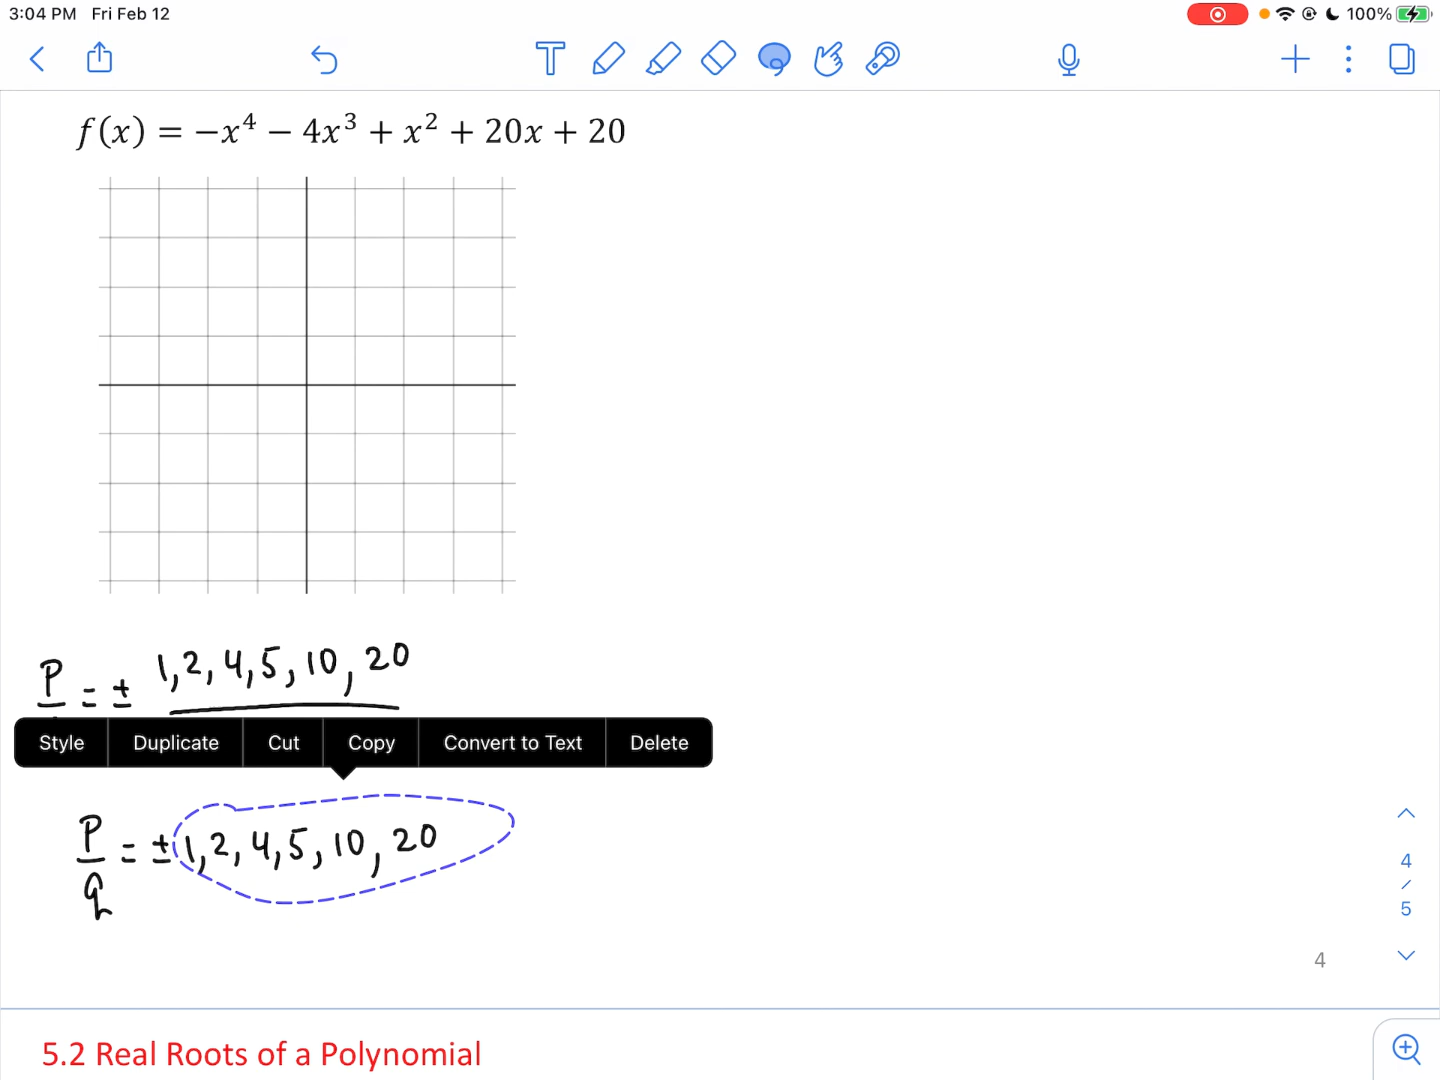 3:04 PM Fri Feb 12 100%
f(x) = −x⁴ − 4x³ + x² + 20x + 20
P = ± 1, 2, 4, 5, 10, 20
Style Duplicate Cut Copy Convert to Text Delete
P/q = ± 1, 2, 4, 5, 10, 20
4
/
5
4
5.2 Real Roots of a Polynomial